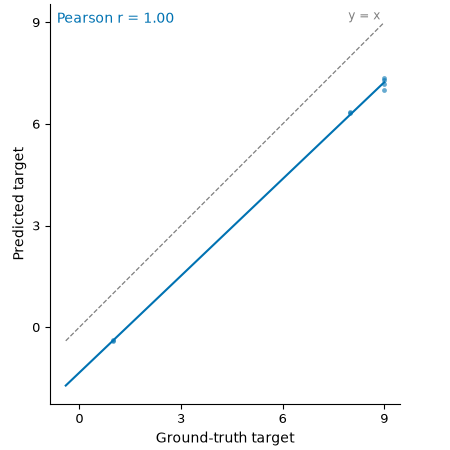 Pearson r = 1.00
y = x
9
6
3
0
Predicted target
0 3 6 9
Ground-truth target